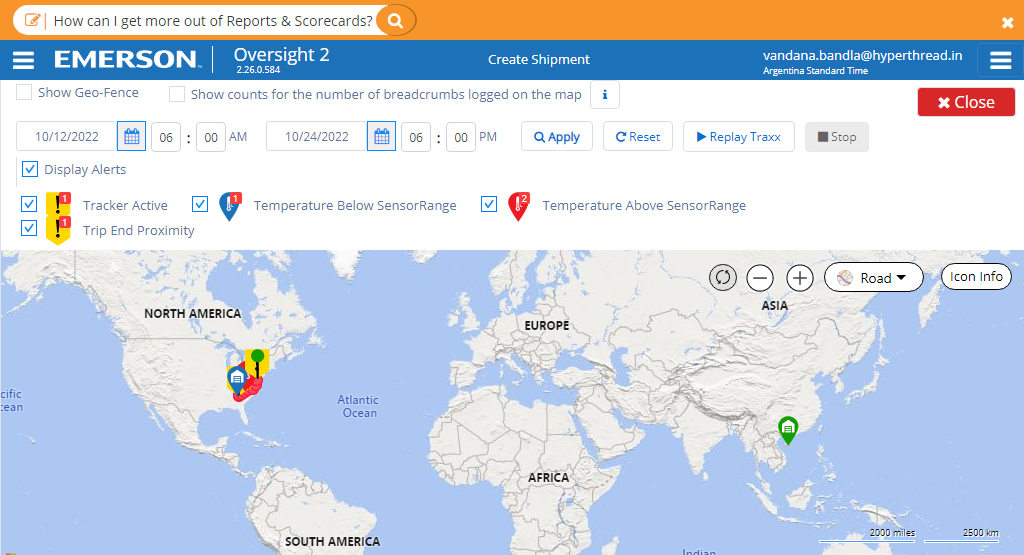 How can I get more out of Reports & Scorecards?
EMERSON
Oversight 2
2.26.0.584
Create Shipment
vandana.bandla@hyperthread.in
Argentina Standard Time
Show Geo-Fence
Show counts for the number of breadcrumbs logged on the map
i
Close
10/12/2022 06 : 00 AM 10/24/2022 06 : 00 PM Apply Reset Replay Traxx Stop
Display Alerts
1 Tracker Active 1 Temperature Below SensorRange 2 Temperature Above SensorRange
1 Trip End Proximity
Road
Icon Info
ASIA
NORTH AMERICA
EUROPE
cific
cean
Atlantic
Ocean
AFRICA
SOUTH AMERICA
2000 miles 2500 km
Indian